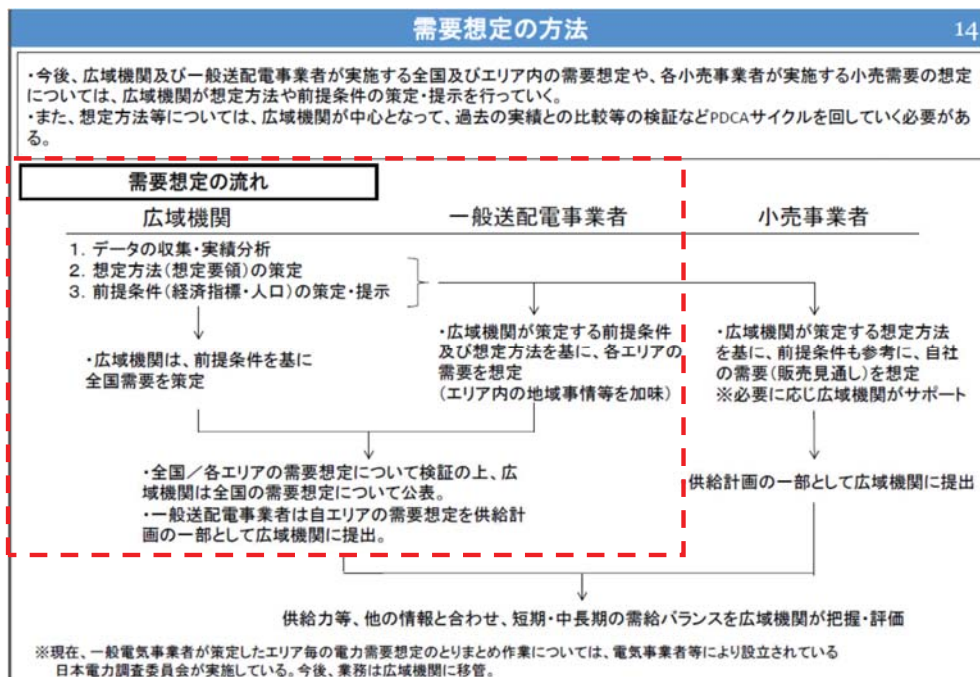 需要想定の方法
14
・今後、広域機関及び一般送配電事業者が実施する全国及びエリア内の需要想定や、各小売事業者が実施する小売需要の想定
については、広域機関が想定方法や前提条件の策定・提示を行っていく。
・また、想定方法等については、広域機関が中心となって、過去の実績との比較等の検証などPDCAサイクルを回していく必要があ
る。
需要想定の流れ
広域機関
一般送配電事業者
小売事業者
1. データの収集・実績分析
2. 想定方法(想定要領)の策定
3. 前提条件(経済指標・人口)の策定・提示
・広域機関は、前提条件を基に
全国需要を策定
・広域機関が策定する前提条件
及び想定方法を基に、各エリアの
需要を想定
(エリア内の地域事情等を加味)
・広域機関が策定する想定方法
を基に、前提条件も参考に、自社
の需要(販売見通し)を想定
※必要に応じ広域機関がサポート
・全国/各エリアの需要想定について検証の上、広
域機関は全国の需要想定について公表。
・一般送配電事業者は自エリアの需要想定を供給計
画の一部として広域機関に提出。
供給計画の一部として広域機関に提出
供給力等、他の情報と合わせ、短期・中長期の需給バランスを広域機関が把握・評価
※現在、一般電気事業者が策定したエリア毎の電力需要想定のとりまとめ作業については、電気事業者等により設立されている
日本電力調査委員会が実施している。今後、業務は広域機関に移管。